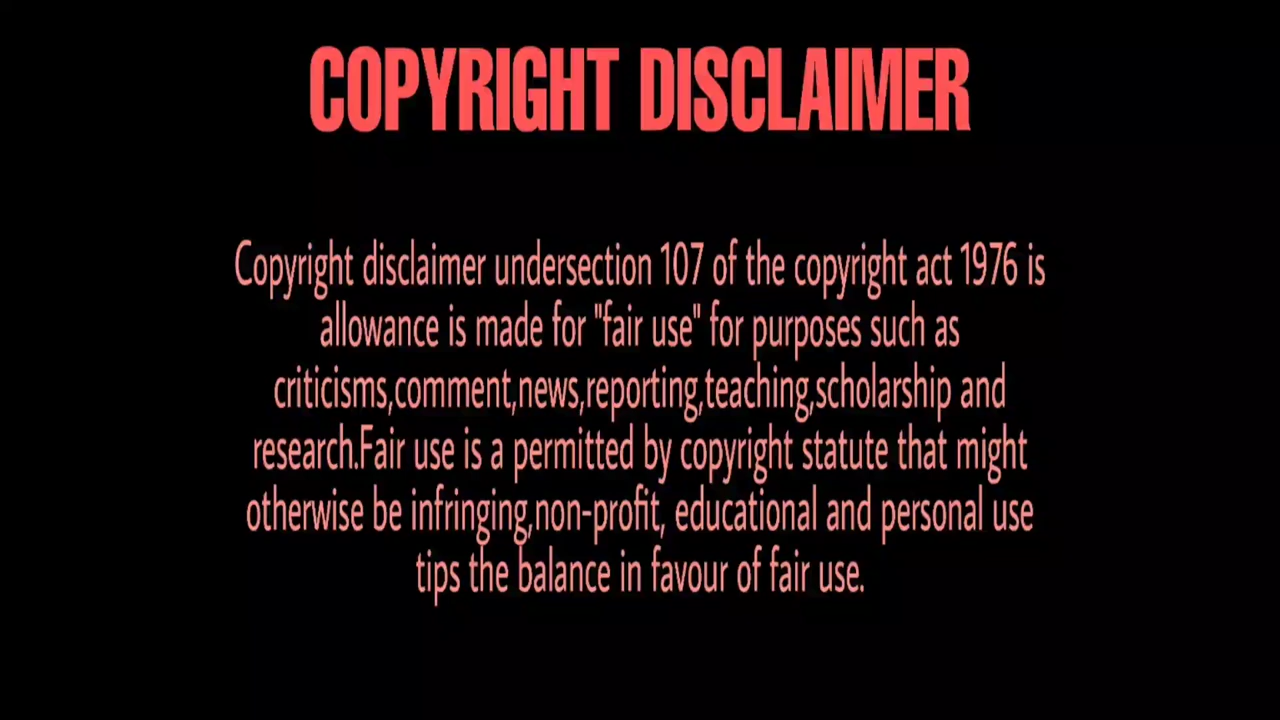 COPYRIGHT DISCLAIMER
Copyright disclaimer undersection 107 of the copyright act 1976 is
allowance is made for "fair use" for purposes such as
criticisms,comment,news,reporting,teaching,scholarship and
research.Fair use is a permitted by copyright statute that might
otherwise be infringing,non-profit, educational and personal use
tips the balance in favour of fair use.